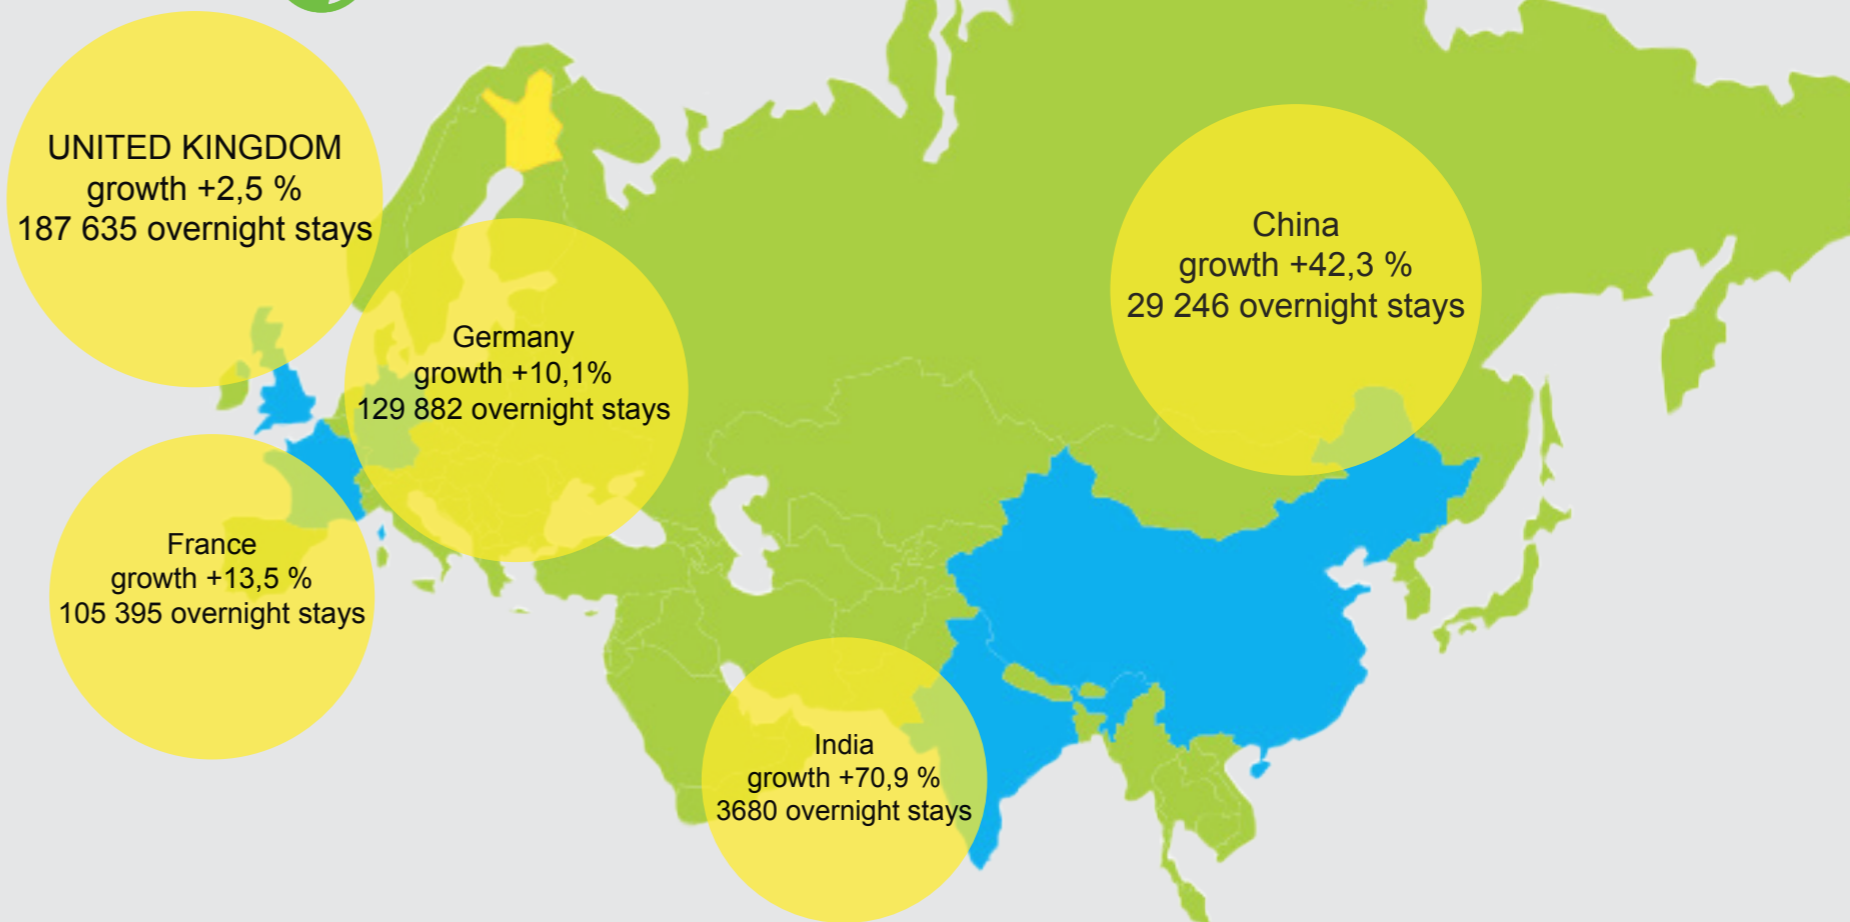 UNITED KINGDOM
growth +2,5 %
187 635 overnight stays
Germany
growth +10,1%
129 882 overnight stays
France
growth +13,5 %
105 395 overnight stays
China
growth +42,3 %
29 246 overnight stays
India
growth +70,9 %
3680 overnight stays